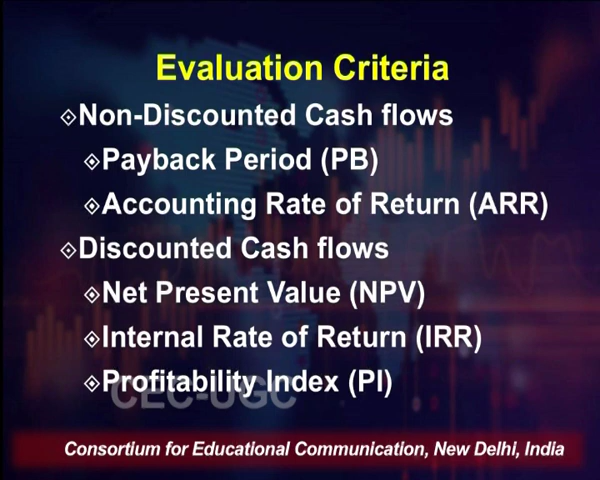 Evaluation Criteria
Non-Discounted Cash flows
Payback Period (PB)
Accounting Rate of Return (ARR)
Discounted Cash flows
Net Present Value (NPV)
Internal Rate of Return (IRR)
Profitability Index (PI)
CEC-UGC
Consortium for Educational Communication, New Delhi, India